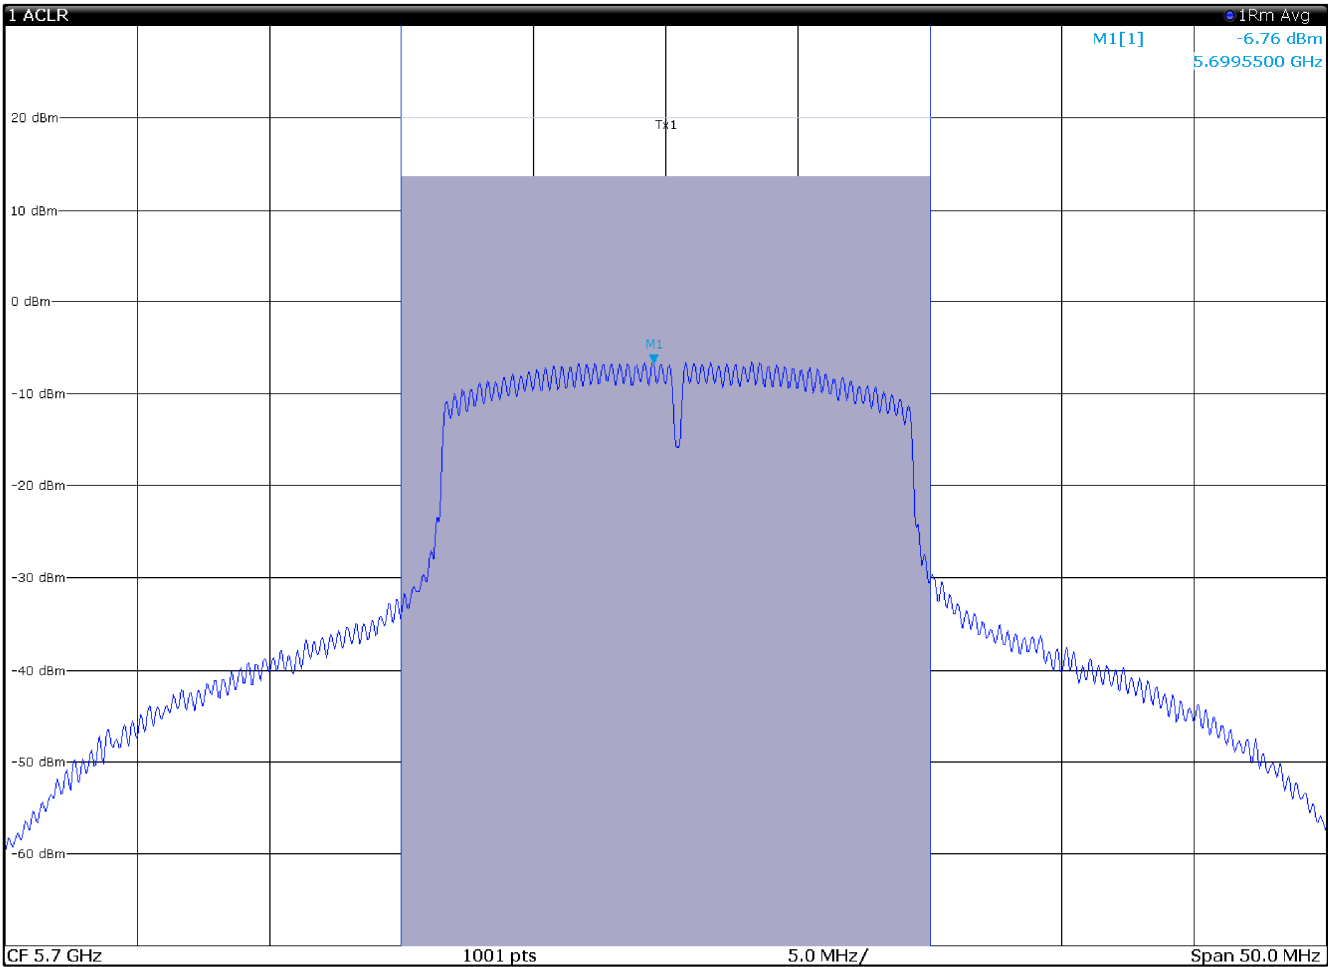 1 ACLR
1Rm Avg
M1[1]
-6.76 dBm
5.6995500 GHz
20 dBm
Tx1
10 dBm
0 dBm
M1
-10 dBm
-20 dBm
-30 dBm
-40 dBm
-50 dBm
-60 dBm
CF 5.7 GHz
1001 pts
5.0 MHz/
Span 50.0 MHz